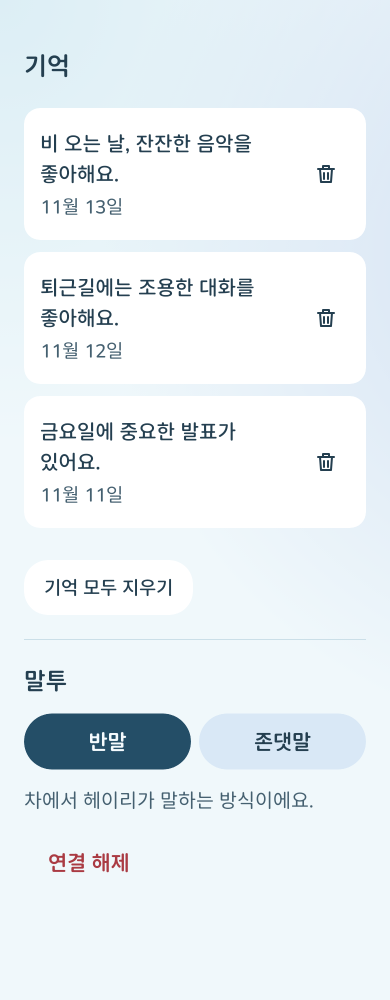 기억
비 오는 날, 잔잔한 음악을
좋아해요.
11월 13일
퇴근길에는 조용한 대화를
좋아해요.
11월 12일
금요일에 중요한 발표가
있어요.
11월 11일
기억 모두 지우기
말투
반말
존댓말
차에서 헤이리가 말하는 방식이에요.
연결 해제